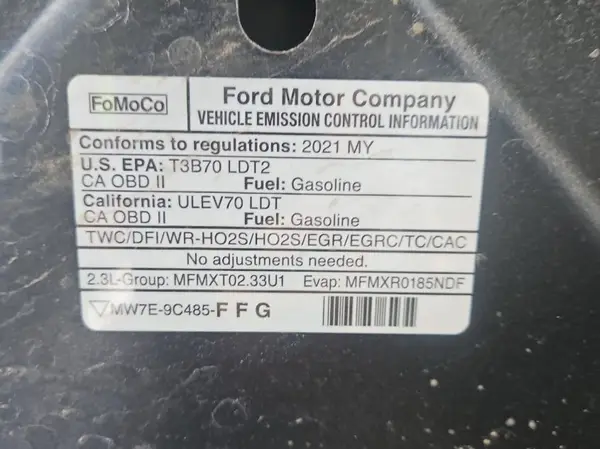 FoMoCo
Ford Motor Company
VEHICLE EMISSION CONTROL INFORMATION
Conforms to regulations: 2021 MY
U.S. EPA: T3B70 LDT2
CA OBD II Fuel: Gasoline
California: ULEV70 LDT
CA OBD II Fuel: Gasoline
TWC/DFI/WR-HO2S/HO2S/EGR/EGRC/TC/CAC
No adjustments needed.
2.3L-Group: MFMXT02.33U1 Evap: MFMXR0185NDF
MW7E-9C485-F F G